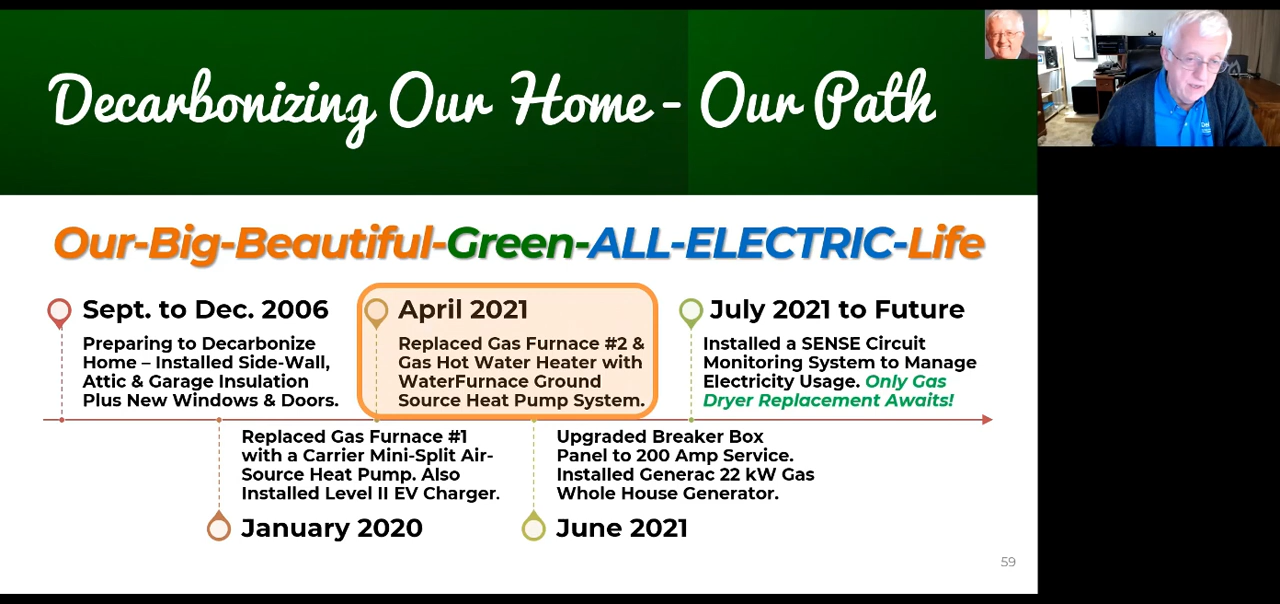 Decarbonizing Our Home - Our Path
Our-Big-Beautiful-Green-ALL-ELECTRIC-Life
Sept. to Dec. 2006
Preparing to Decarbonize
Home – Installed Side-Wall,
Attic & Garage Insulation
Plus New Windows & Doors.
April 2021
Replaced Gas Furnace #2 &
Gas Hot Water Heater with
WaterFurnace Ground
Source Heat Pump System.
July 2021 to Future
Installed a SENSE Circuit
Monitoring System to Manage
Electricity Usage. Only Gas
Dryer Replacement Awaits!
Replaced Gas Furnace #1
with a Carrier Mini-Split Air-
Source Heat Pump. Also
Installed Level II EV Charger.
January 2020
Upgraded Breaker Box
Panel to 200 Amp Service.
Installed Generac 22 kW Gas
Whole House Generator.
June 2021
59